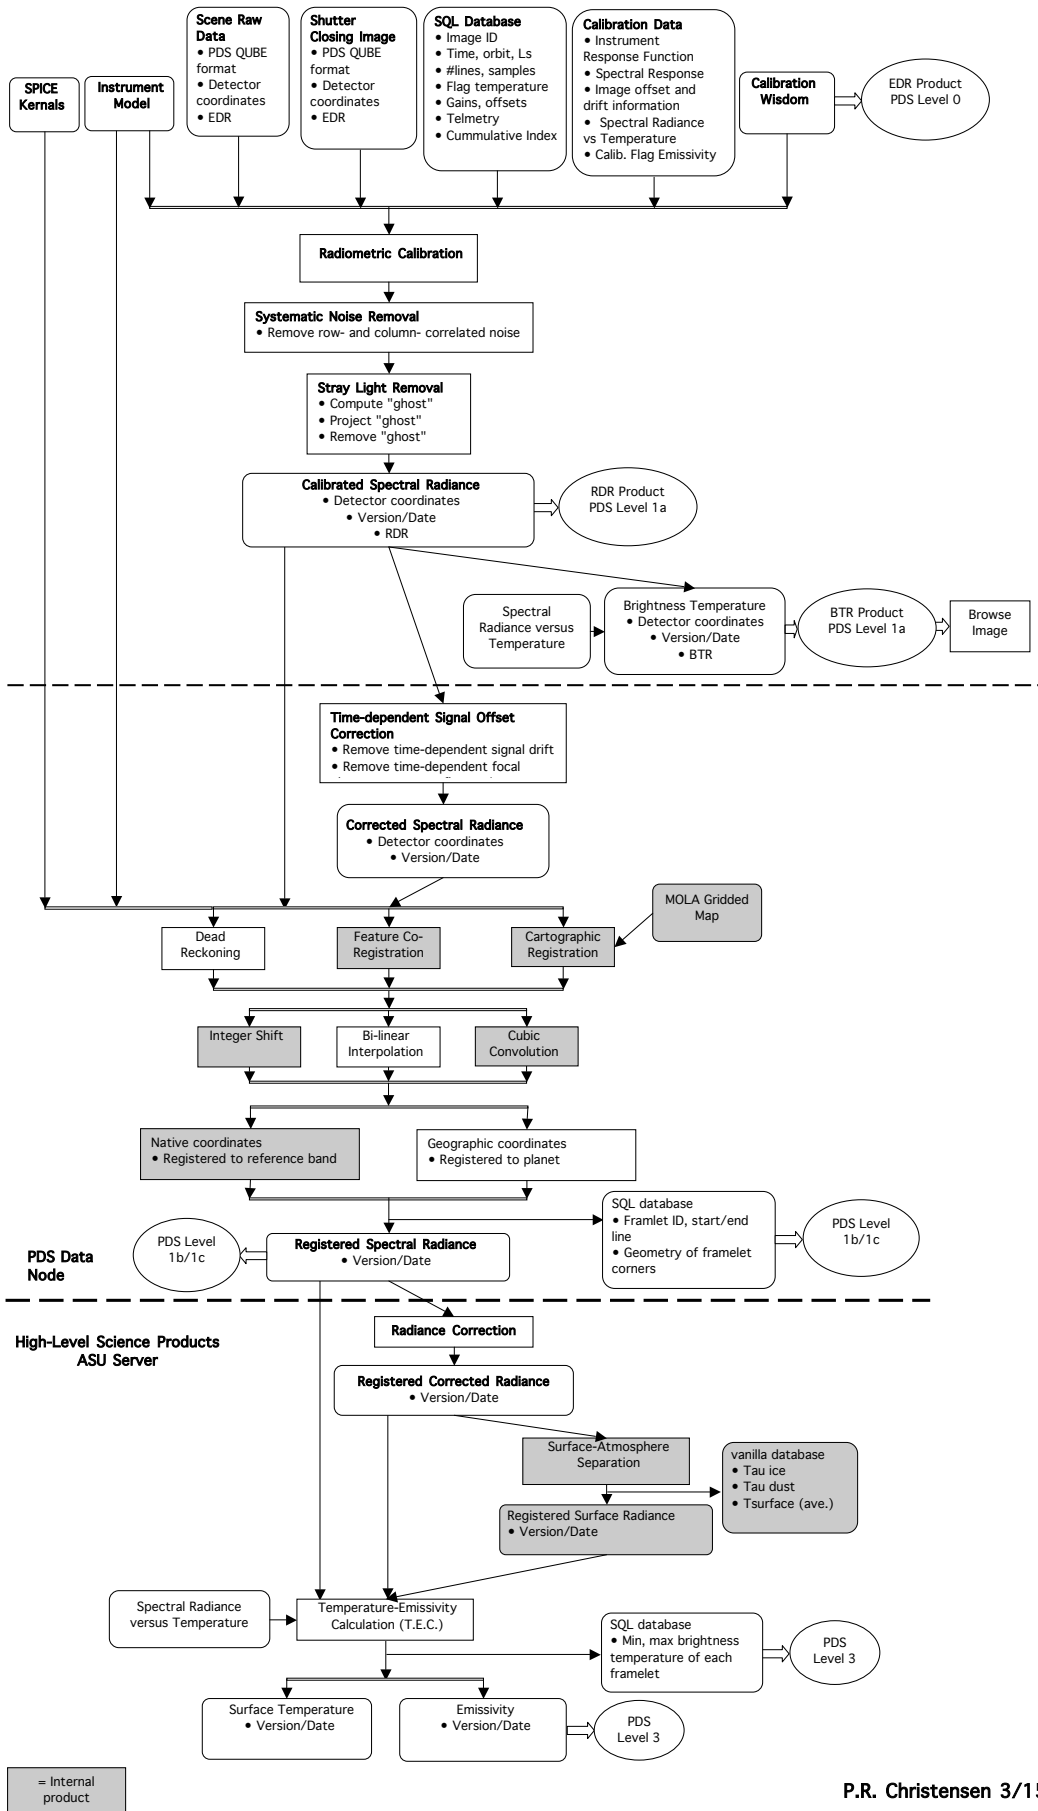 Scene Raw
Data
• PDS QUBE
format
• Detector
coordinates
• EDR
Shutter
Closing Image
• PDS QUBE
format
• Detector
coordinates
• EDR
SQL Database
• Image ID
• Time, orbit, Ls
• #lines, samples
• Flag temperature
• Gains, offsets
• Telmetry
• Cummulative Index
Calibration Data
• Instrument
Response Function
• Spectral Response
• Image offset and
drift information
• Spectral Radiance
vs Temperature
• Calib. Flag Emissivity
SPICE
Kernals
Instrument
Model
Calibration
Wisdom
EDR Product
PDS Level 0
Radiometric Calibration
Systematic Noise Removal
• Remove row- and column- correlated noise
Stray Light Removal
• Compute "ghost"
• Project "ghost"
• Remove "ghost"
Calibrated Spectral Radiance
• Detector coordinates
• Version/Date
• RDR
RDR Product
PDS Level 1a
Spectral
Radiance versus
Temperature
Brightness Temperature
• Detector coordinates
• Version/Date
• BTR
BTR Product
PDS Level 1a
Browse
Image
Time-dependent Signal Offset
Correction
• Remove time-dependent signal drift
• Remove time-dependent focal
Corrected Spectral Radiance
• Detector coordinates
• Version/Date
MOLA Gridded
Map
Dead
Reckoning
Feature Co-
Registration
Cartographic
Registration
Integer Shift
Bi-linear
Interpolation
Cubic
Convolution
Native coordinates
• Registered to reference band
Geographic coordinates
• Registered to planet
SQL database
• Framlet ID, start/end
line
• Geometry of framelet
corners
PDS Level
1b/1c
PDS Level
1b/1c
Registered Spectral Radiance
• Version/Date
PDS Data
Node
High-Level Science Products
ASU Server
Radiance Correction
Registered Corrected Radiance
• Version/Date
Surface-Atmosphere
Separation
vanilla database
• Tau ice
• Tau dust
• Tsurface (ave.)
Registered Surface Radiance
• Version/Date
Spectral Radiance
versus Temperature
Temperature-Emissivity
Calculation (T.E.C.)
SQL database
• Min, max brightness
temperature of each
framelet
PDS
Level 3
Surface Temperature
• Version/Date
Emissivity
• Version/Date
PDS
Level 3
= Internal
product
P.R. Christensen 3/15